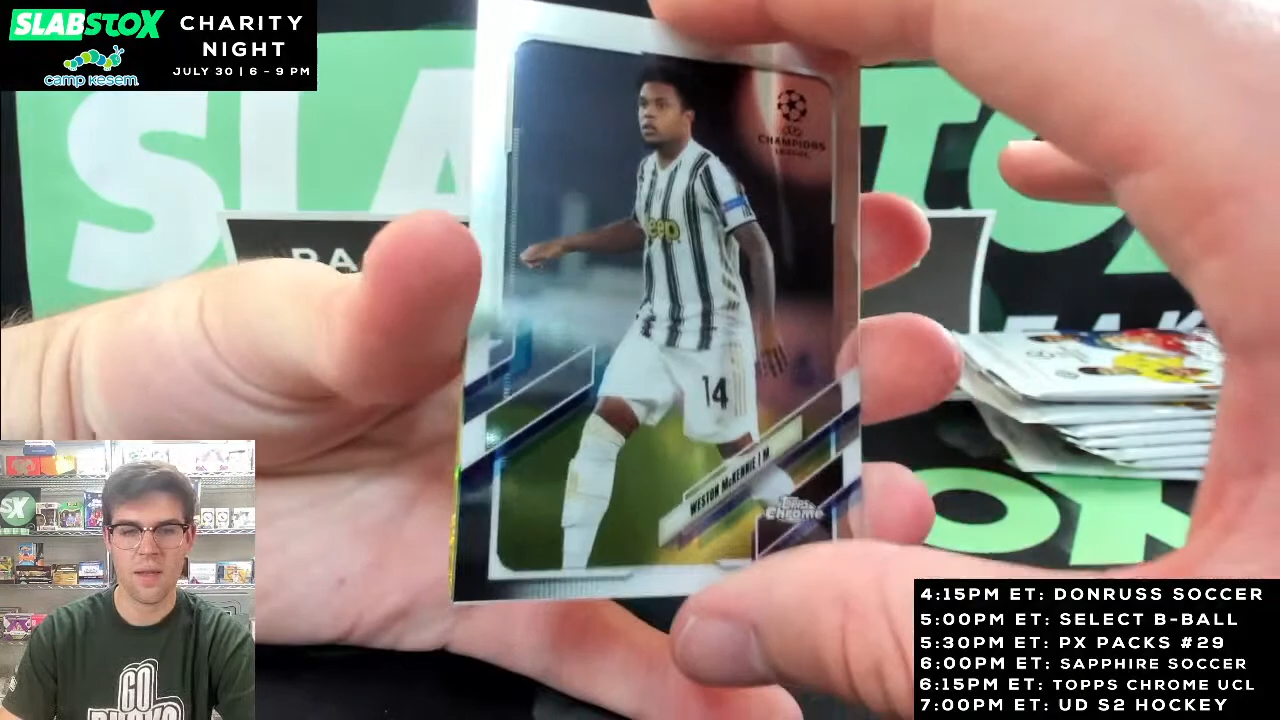 SLABSTOX
CHARITY
NIGHT
camp kesem
JULY 30 | 6 - 9 PM
CHAMPIONS
LEAGUE
Jeep
14
WESTON McKENNIE | M
Topps
Chrome
SX
GO
BUCKS
4:15PM ET: DONRUSS SOCCER
5:00PM ET: SELECT B-BALL
5:30PM ET: PX PACKS #29
6:00PM ET: SAPPHIRE SOCCER
6:15PM ET: TOPPS CHROME UCL
7:00PM ET: UD S2 HOCKEY